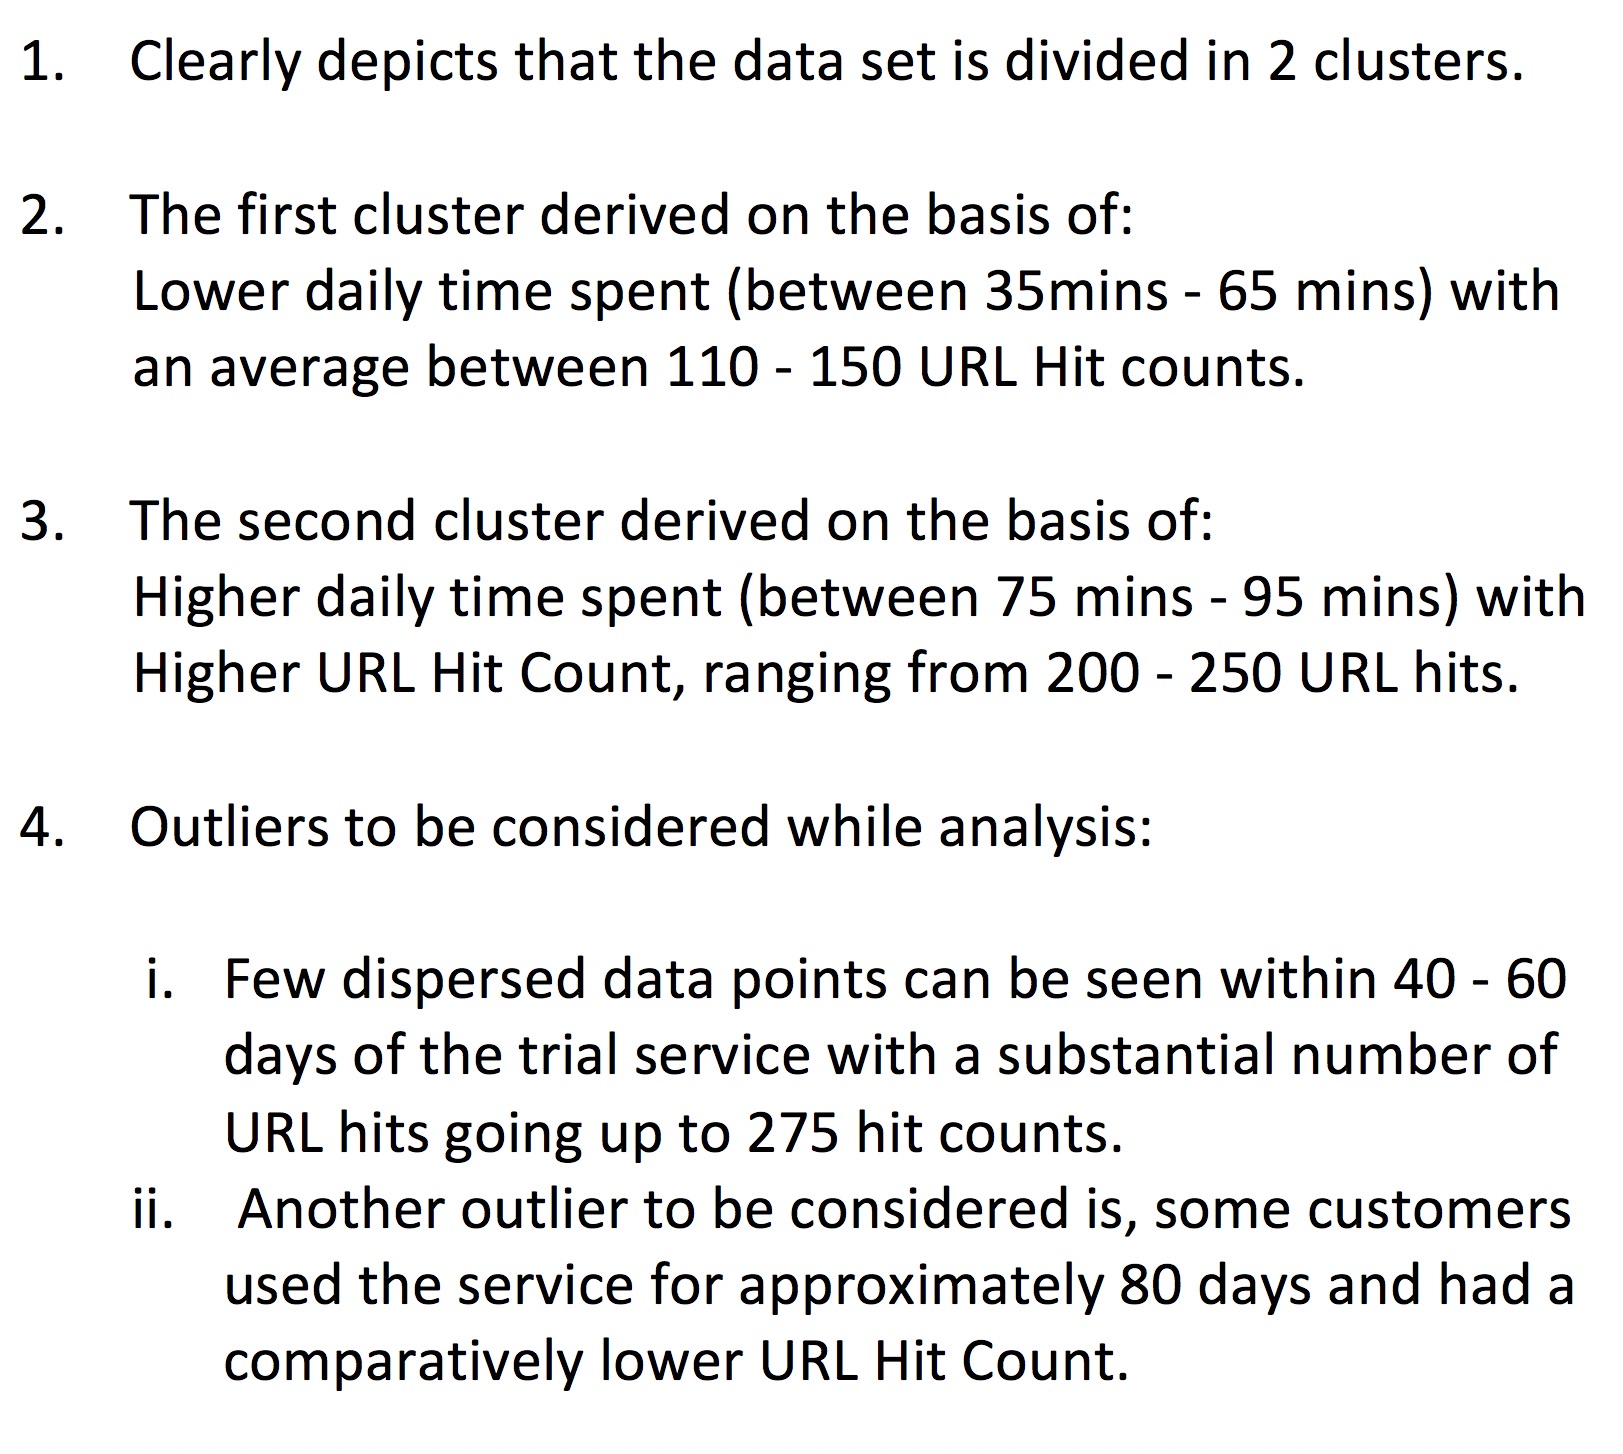 1. Clearly depicts that the data set is divided in 2 clusters.
2. The first cluster derived on the basis of:
Lower daily time spent (between 35mins - 65 mins) with
an average between 110 - 150 URL Hit counts.
3. The second cluster derived on the basis of:
Higher daily time spent (between 75 mins - 95 mins) with
Higher URL Hit Count, ranging from 200 - 250 URL hits.
4. Outliers to be considered while analysis:
i. Few dispersed data points can be seen within 40 - 60
days of the trial service with a substantial number of
URL hits going up to 275 hit counts.
ii. Another outlier to be considered is, some customers
used the service for approximately 80 days and had a
comparatively lower URL Hit Count.